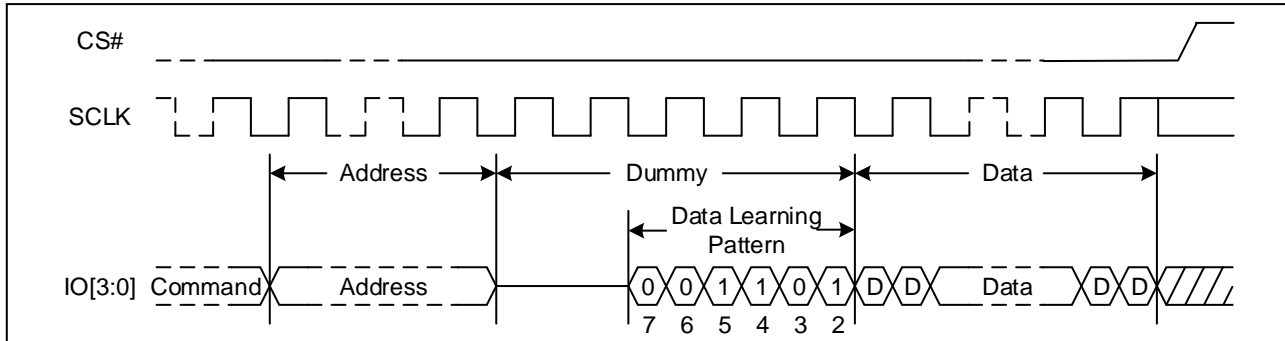 CS#
SCLK
Address Dummy Data
Data Learning
Pattern
IO[3:0] Command Address 0 0 1 1 0 1 D D Data D D
7 6 5 4 3 2